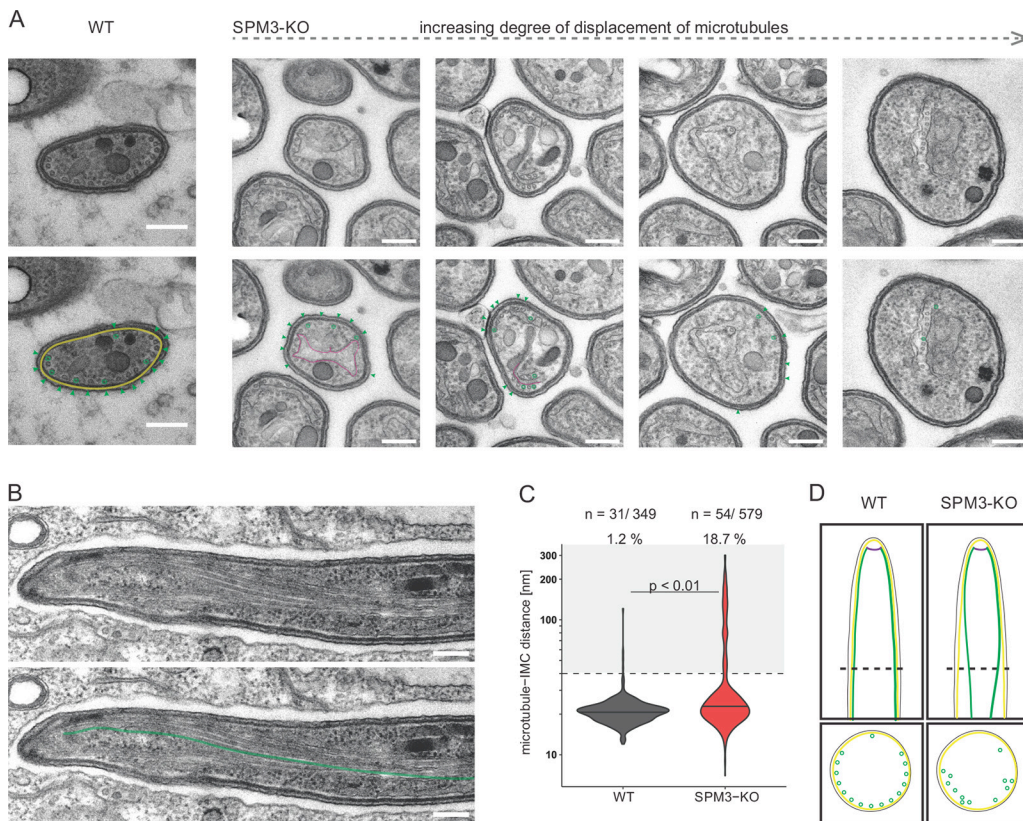 A
WT
SPM3-KO
increasing degree of displacement of microtubules
B
C
n = 31/ 349
n = 54/ 579
1.2 %
18.7 %
microtubule−IMC distance [nm]
300
200
100
10
p < 0.01
WT
SPM3−KO
D
WT
SPM3-KO